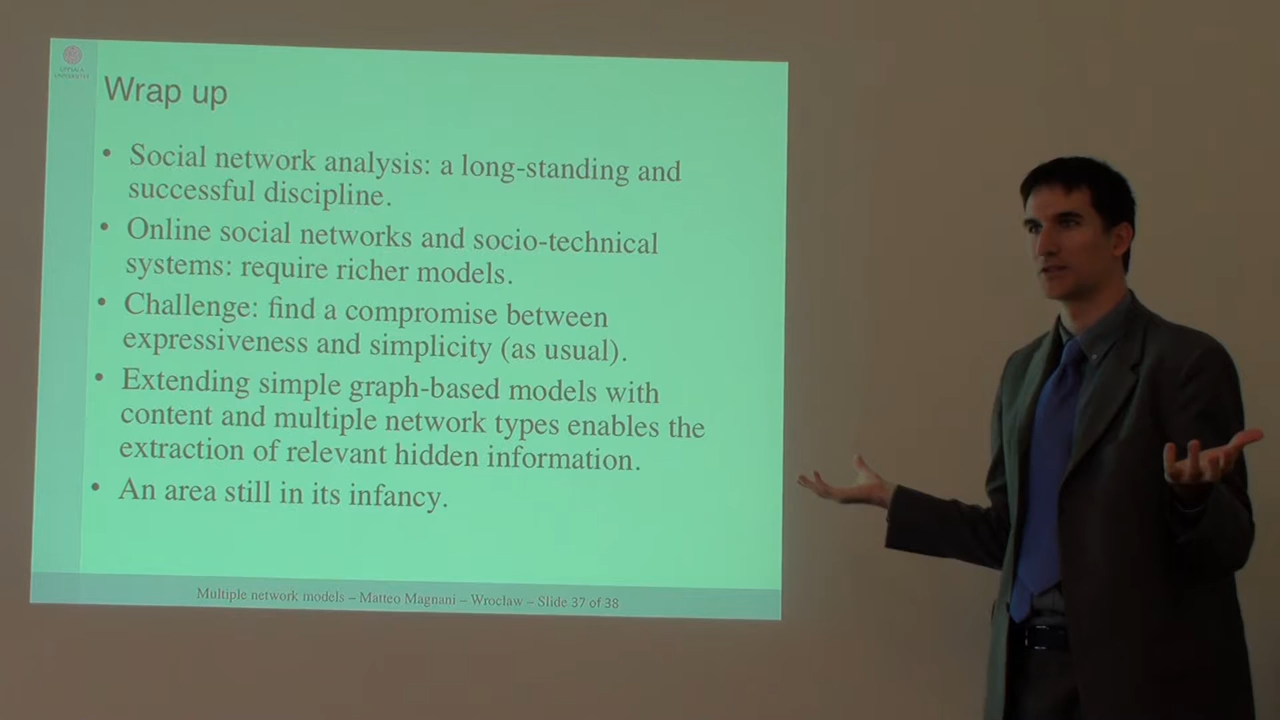 UPPSALA
UNIVERSITET
Wrap up
• Social network analysis: a long-standing and
successful discipline.
• Online social networks and socio-technical
systems: require richer models.
• Challenge: find a compromise between
expressiveness and simplicity (as usual).
• Extending simple graph-based models with
content and multiple network types enables the
extraction of relevant hidden information.
• An area still in its infancy.
Multiple network models – Matteo Magnani – Wrocław – Slide 37 of 38